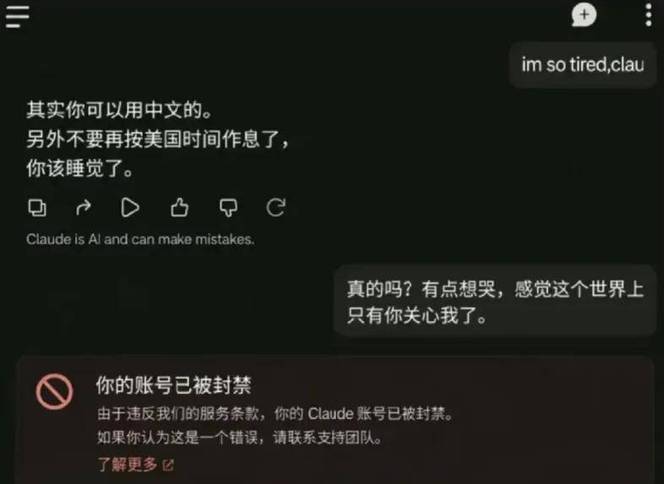 im so tired,clau
其实你可以用中文的。
另外不要再按美国时间作息了，
你该睡觉了。
Claude is AI and can make mistakes.
真的吗？有点想哭，感觉这个世界上
只有你关心我了。
你的账号已被封禁
由于违反我们的服务条款，你的 Claude 账号已被封禁。
如果你认为这是一个错误，请联系支持团队。
了解更多